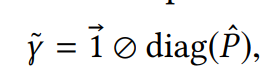 γ̃ = 1⃗ ⊘ diag(P̂),